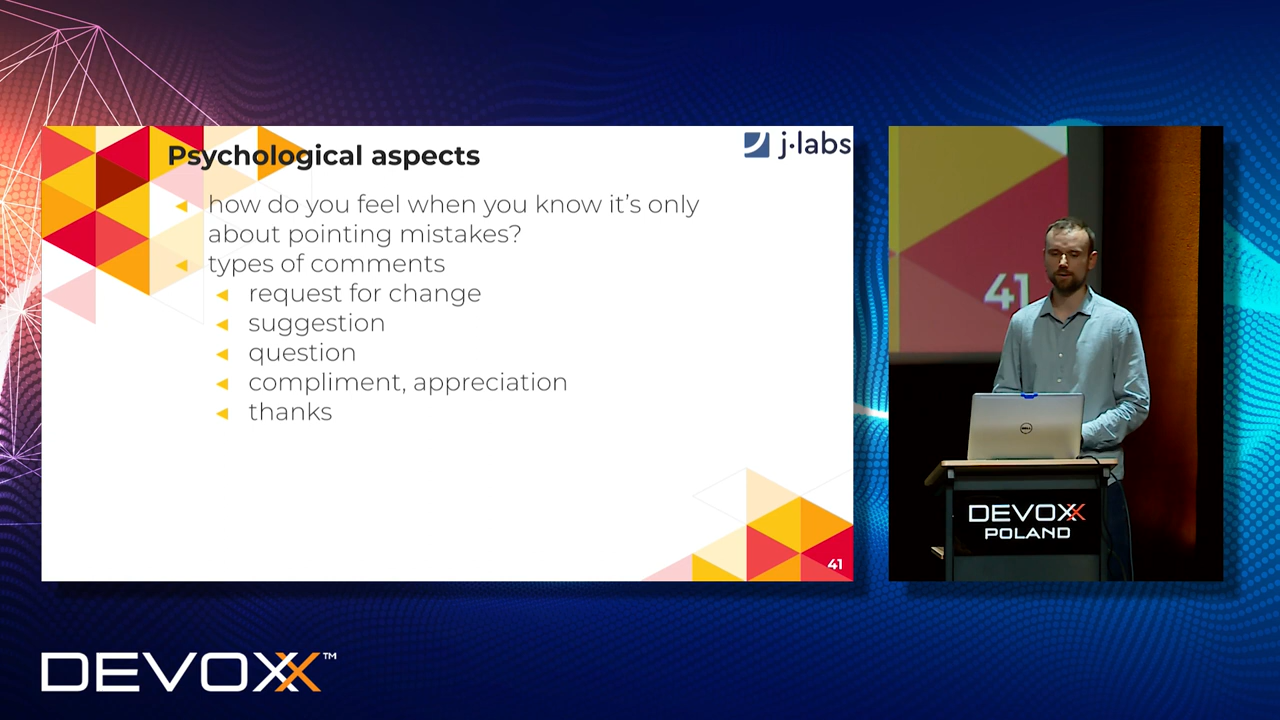 Psychological aspects
j·labs
how do you feel when you know it's only
about pointing mistakes?
types of comments
request for change
suggestion
question
compliment, appreciation
thanks
41
41
DELL
DEVOXX
POLAND
DEVOXX™